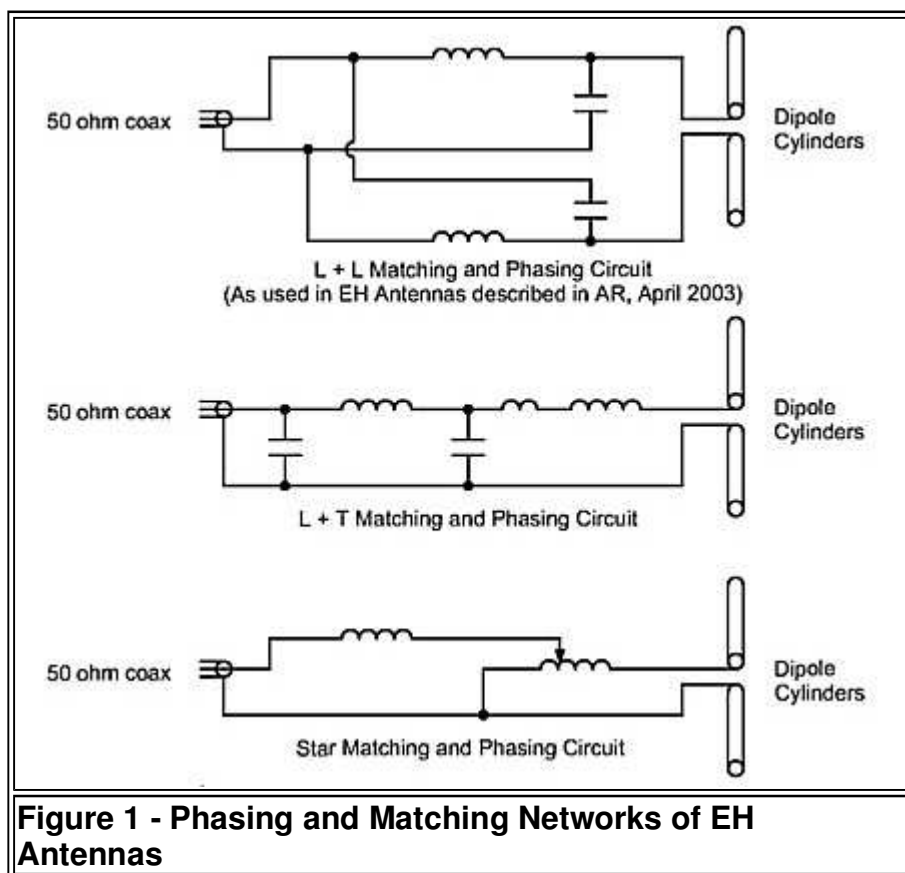 50 ohm coax
Dipole
Cylinders
L + L Matching and Phasing Circuit
(As used in EH Antennas described in AR, April 2003)
50 ohm coax
Dipole
Cylinders
L + T Matching and Phasing Circuit
50 ohm coax
Dipole
Cylinders
Star Matching and Phasing Circuit
Figure 1 - Phasing and Matching Networks of EH
Antennas